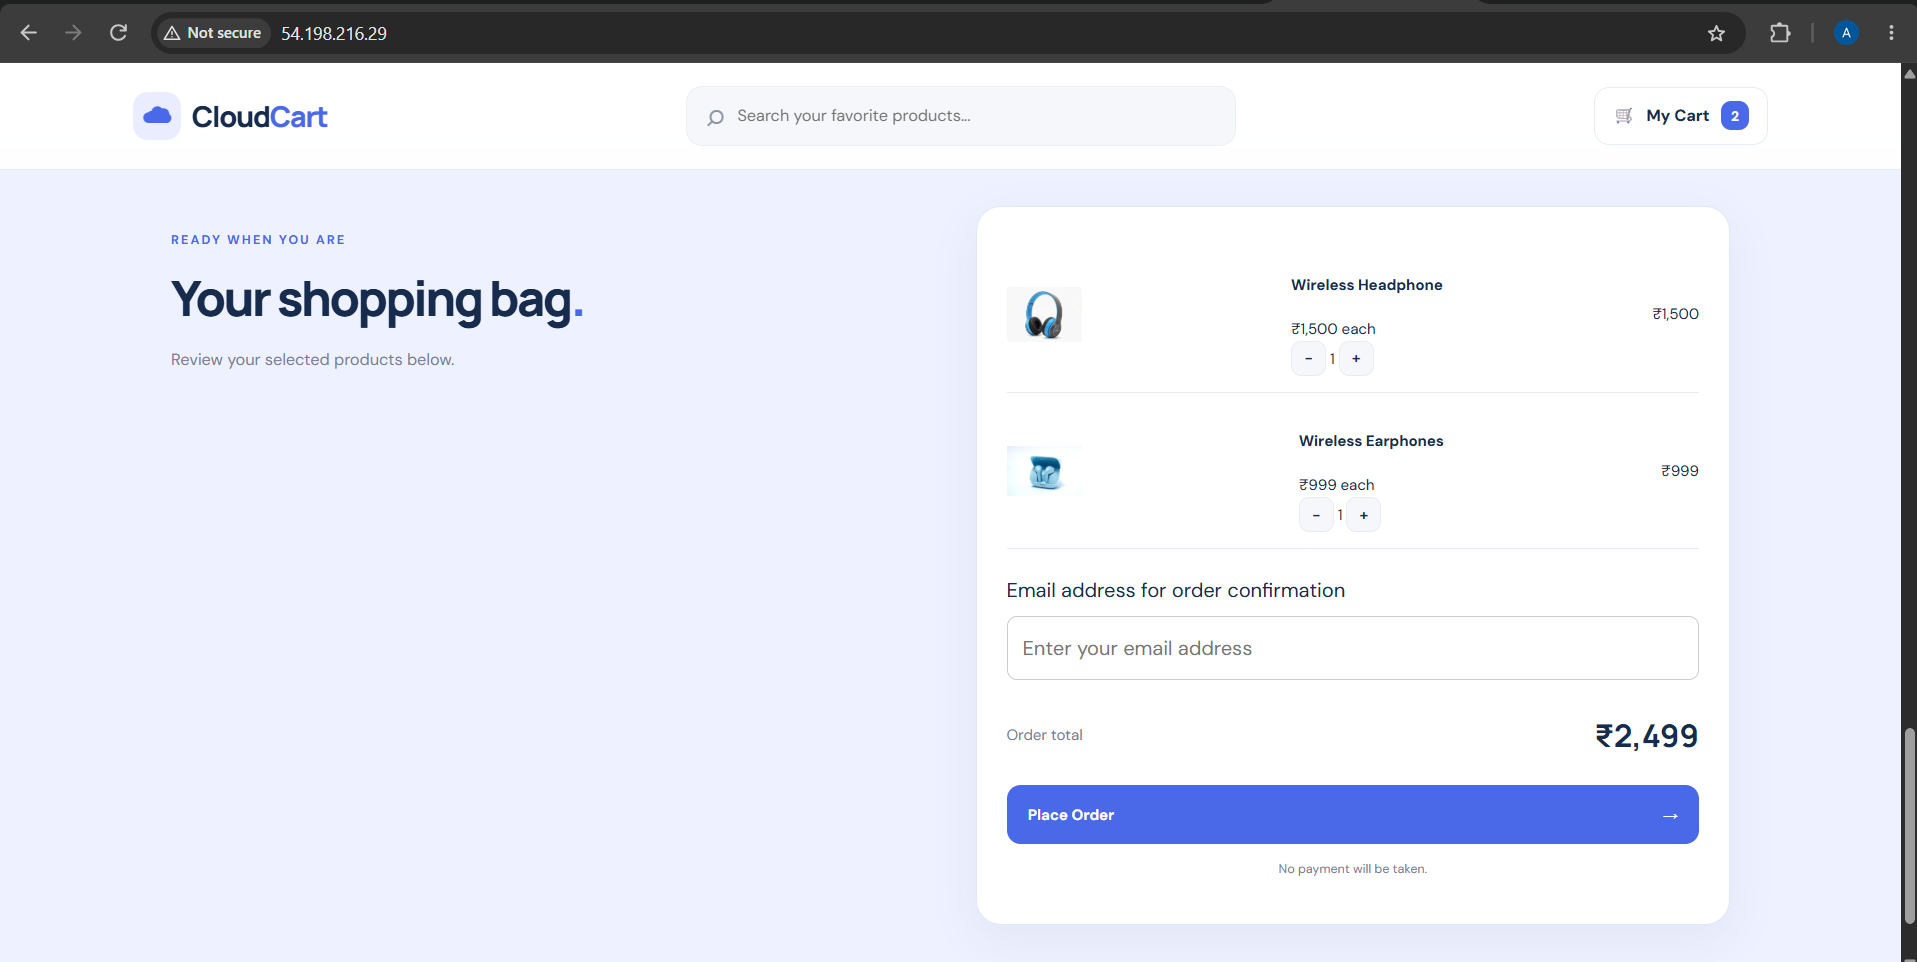 Not secure 54.198.216.29
A
CloudCart
Search your favorite products...
My Cart 2
READY WHEN YOU ARE
Your shopping bag.
Review your selected products below.
Wireless Headphone
₹1,500
₹1,500 each
- 1 +
Wireless Earphones
₹999
₹999 each
- 1 +
Email address for order confirmation
Enter your email address
Order total ₹2,499
Place Order →
No payment will be taken.